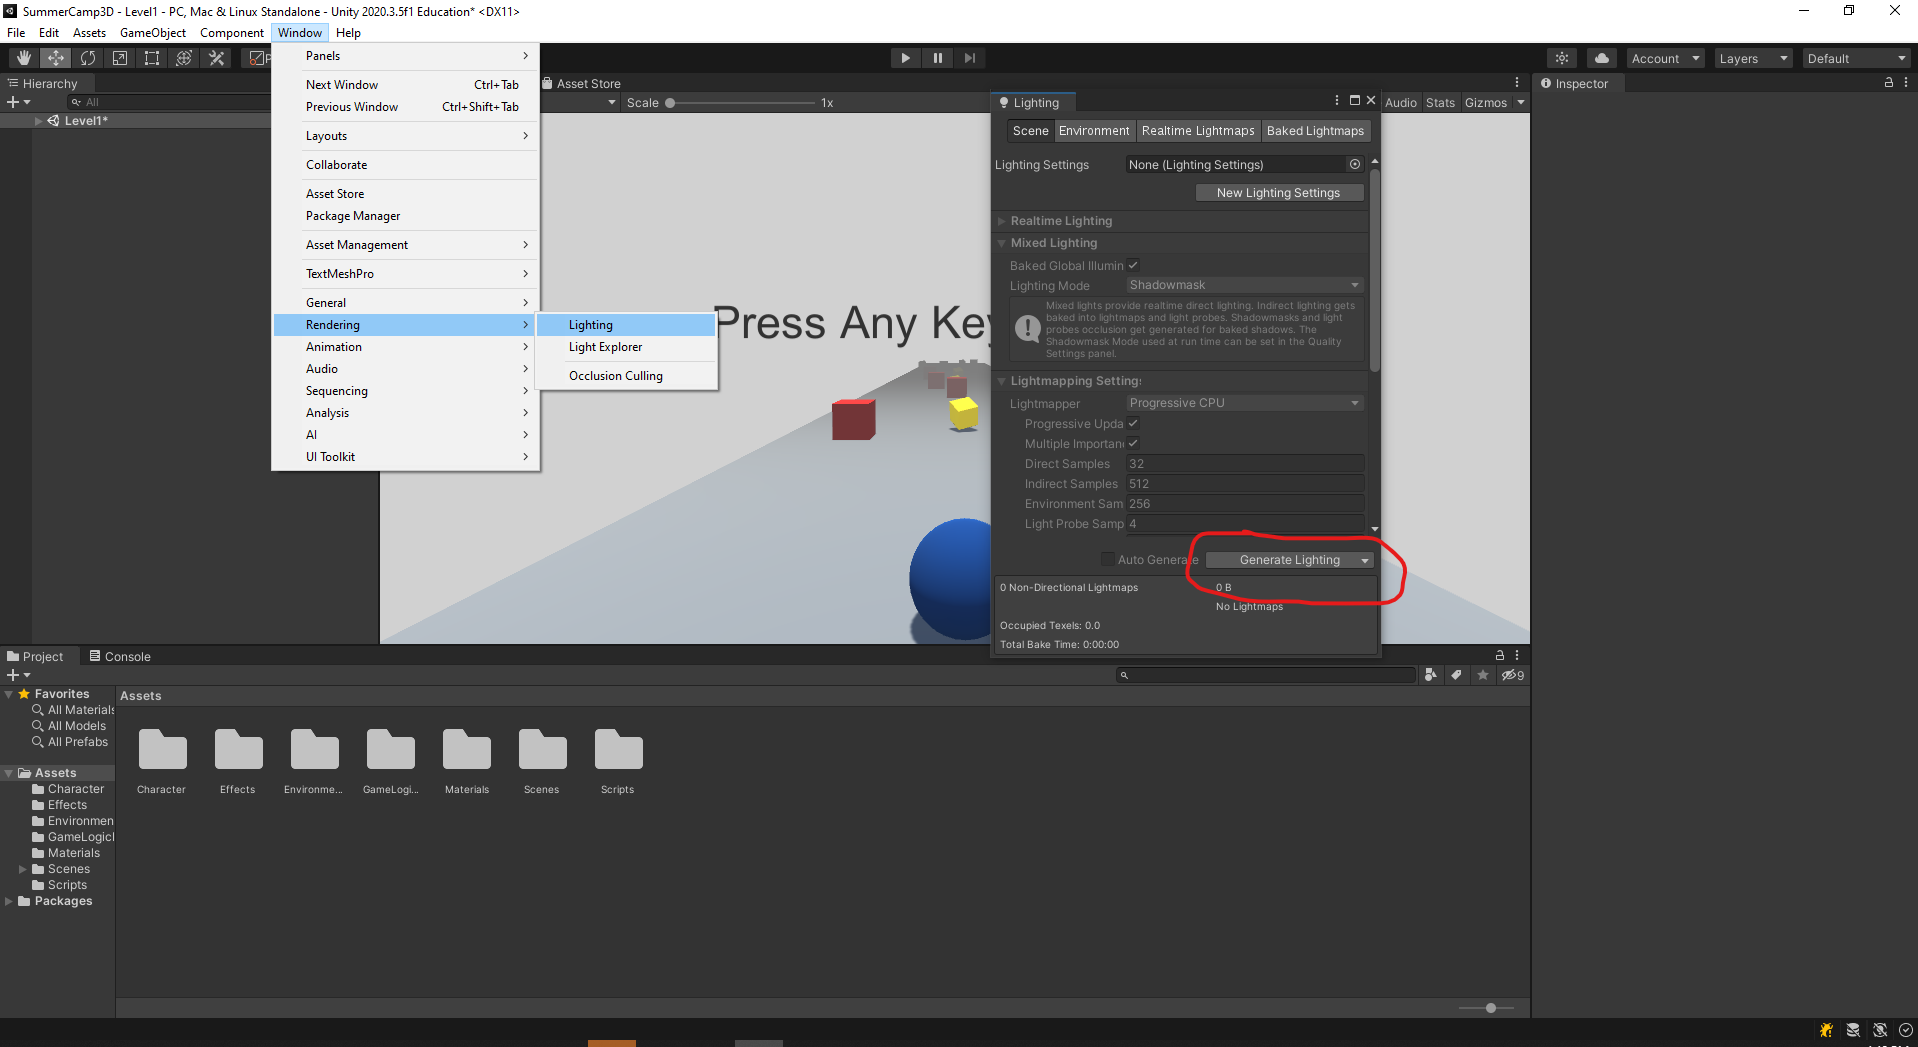 SummerCamp3D - Level1 - PC, Mac & Linux Standalone - Unity 2020.3.5f1 Education* <DX11>
File Edit Assets GameObject Component Window Help
Account Layers Default
Hierarchy
All
Level1*
Panels
Next Window Ctrl+Tab
Previous Window Ctrl+Shift+Tab
Layouts
Collaborate
Asset Store
Package Manager
Asset Management
TextMeshPro
General
Rendering
Animation
Audio
Sequencing
Analysis
AI
UI Toolkit
Lighting
Light Explorer
Occlusion Culling
Asset Store
Scale 1x
Audio Stats Gizmos
Press Any Key
Lighting
Scene Environment Realtime Lightmaps Baked Lightmaps
Lighting Settings None (Lighting Settings)
New Lighting Settings
Realtime Lighting
Mixed Lighting
Baked Global Illumin
Lighting Mode Shadowmask
Mixed lights provide realtime direct lighting. Indirect lighting gets
baked into lightmaps and light probes. Shadowmasks and light
probes occlusion get generated for baked shadows. The
Shadowmask Mode used at run time can be set in the Quality
Settings panel.
Lightmapping Settings
Lightmapper Progressive CPU
Progressive Upda
Multiple Importan
Direct Samples 32
Indirect Samples 512
Environment Sam 256
Light Probe Samp 4
Auto Generate Generate Lighting
0 Non-Directional Lightmaps 0 B
No Lightmaps
Occupied Texels: 0.0
Total Bake Time: 0:00:00
Inspector
Project Console
9
Favorites
All Materials
All Models
All Prefabs
Assets
Character
Effects
Environmen
GameLogicI
Materials
Scenes
Scripts
Packages
Assets
Character Effects Environme... GameLogi... Materials Scenes Scripts